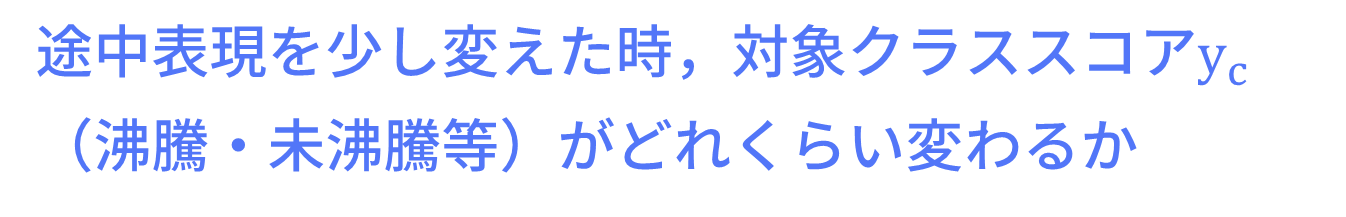 途中表現を少し変えた時，対象クラススコアy_c
（沸騰・未沸騰等）がどれくらい変わるか